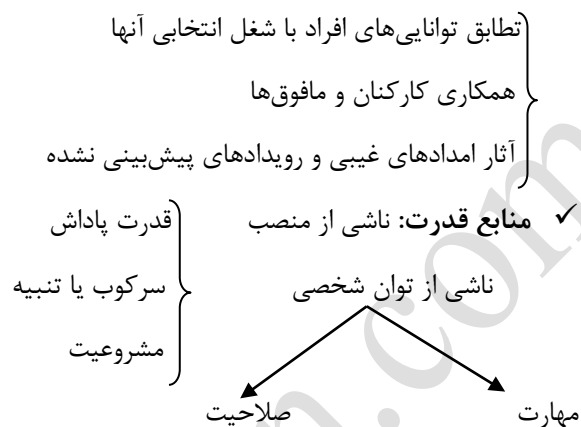 تطابق توانایی‌های افراد با شغل انتخابی آنها
همکاری کارکنان و مافوق‌ها
آثار امدادهای غیبی و رویدادهای پیش‌بینی نشده
✓ منابع قدرت: ناشی از منصب قدرت پاداش
ناشی از توان شخصی سرکوب یا تنبیه
مشروعیت
مهارت صلاحیت